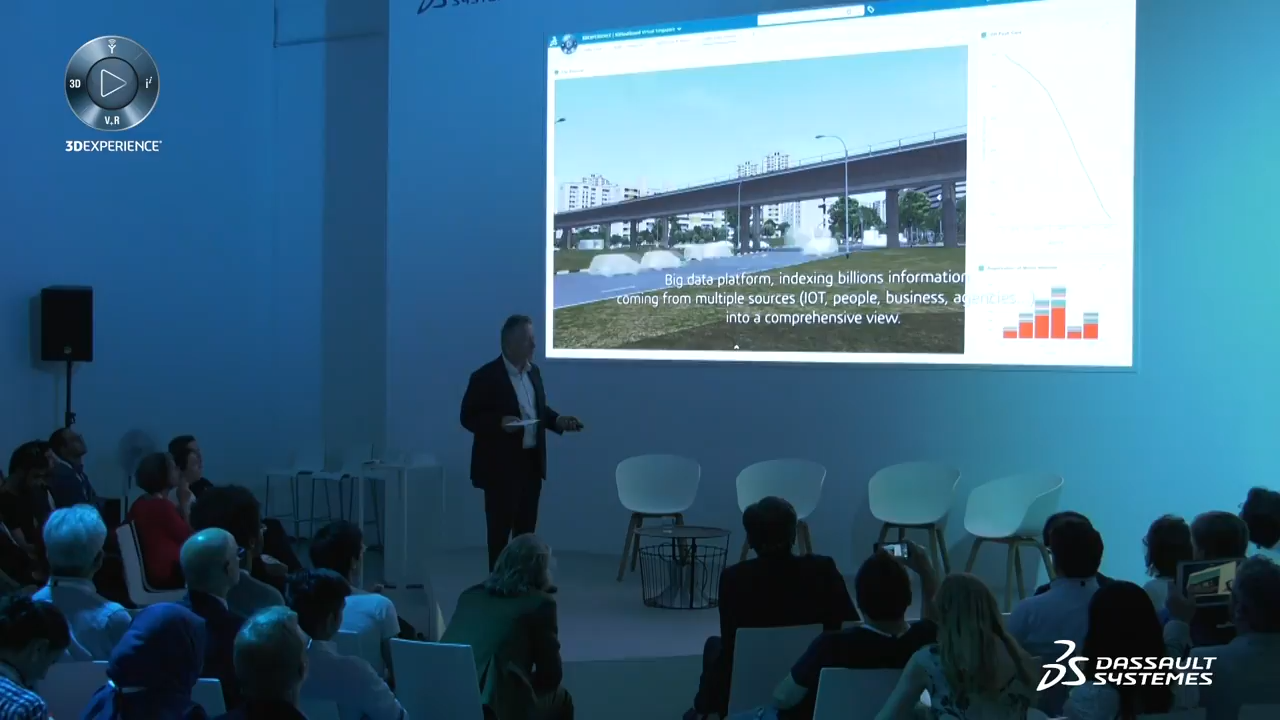 3D
i
V.R
3DEXPERIENCE
3DEXPERIENCE
Big data platform, indexing billions information
coming from multiple sources (IOT, people, business, agencies...)
into a comprehensive view.
DASSAULT
SYSTEMES